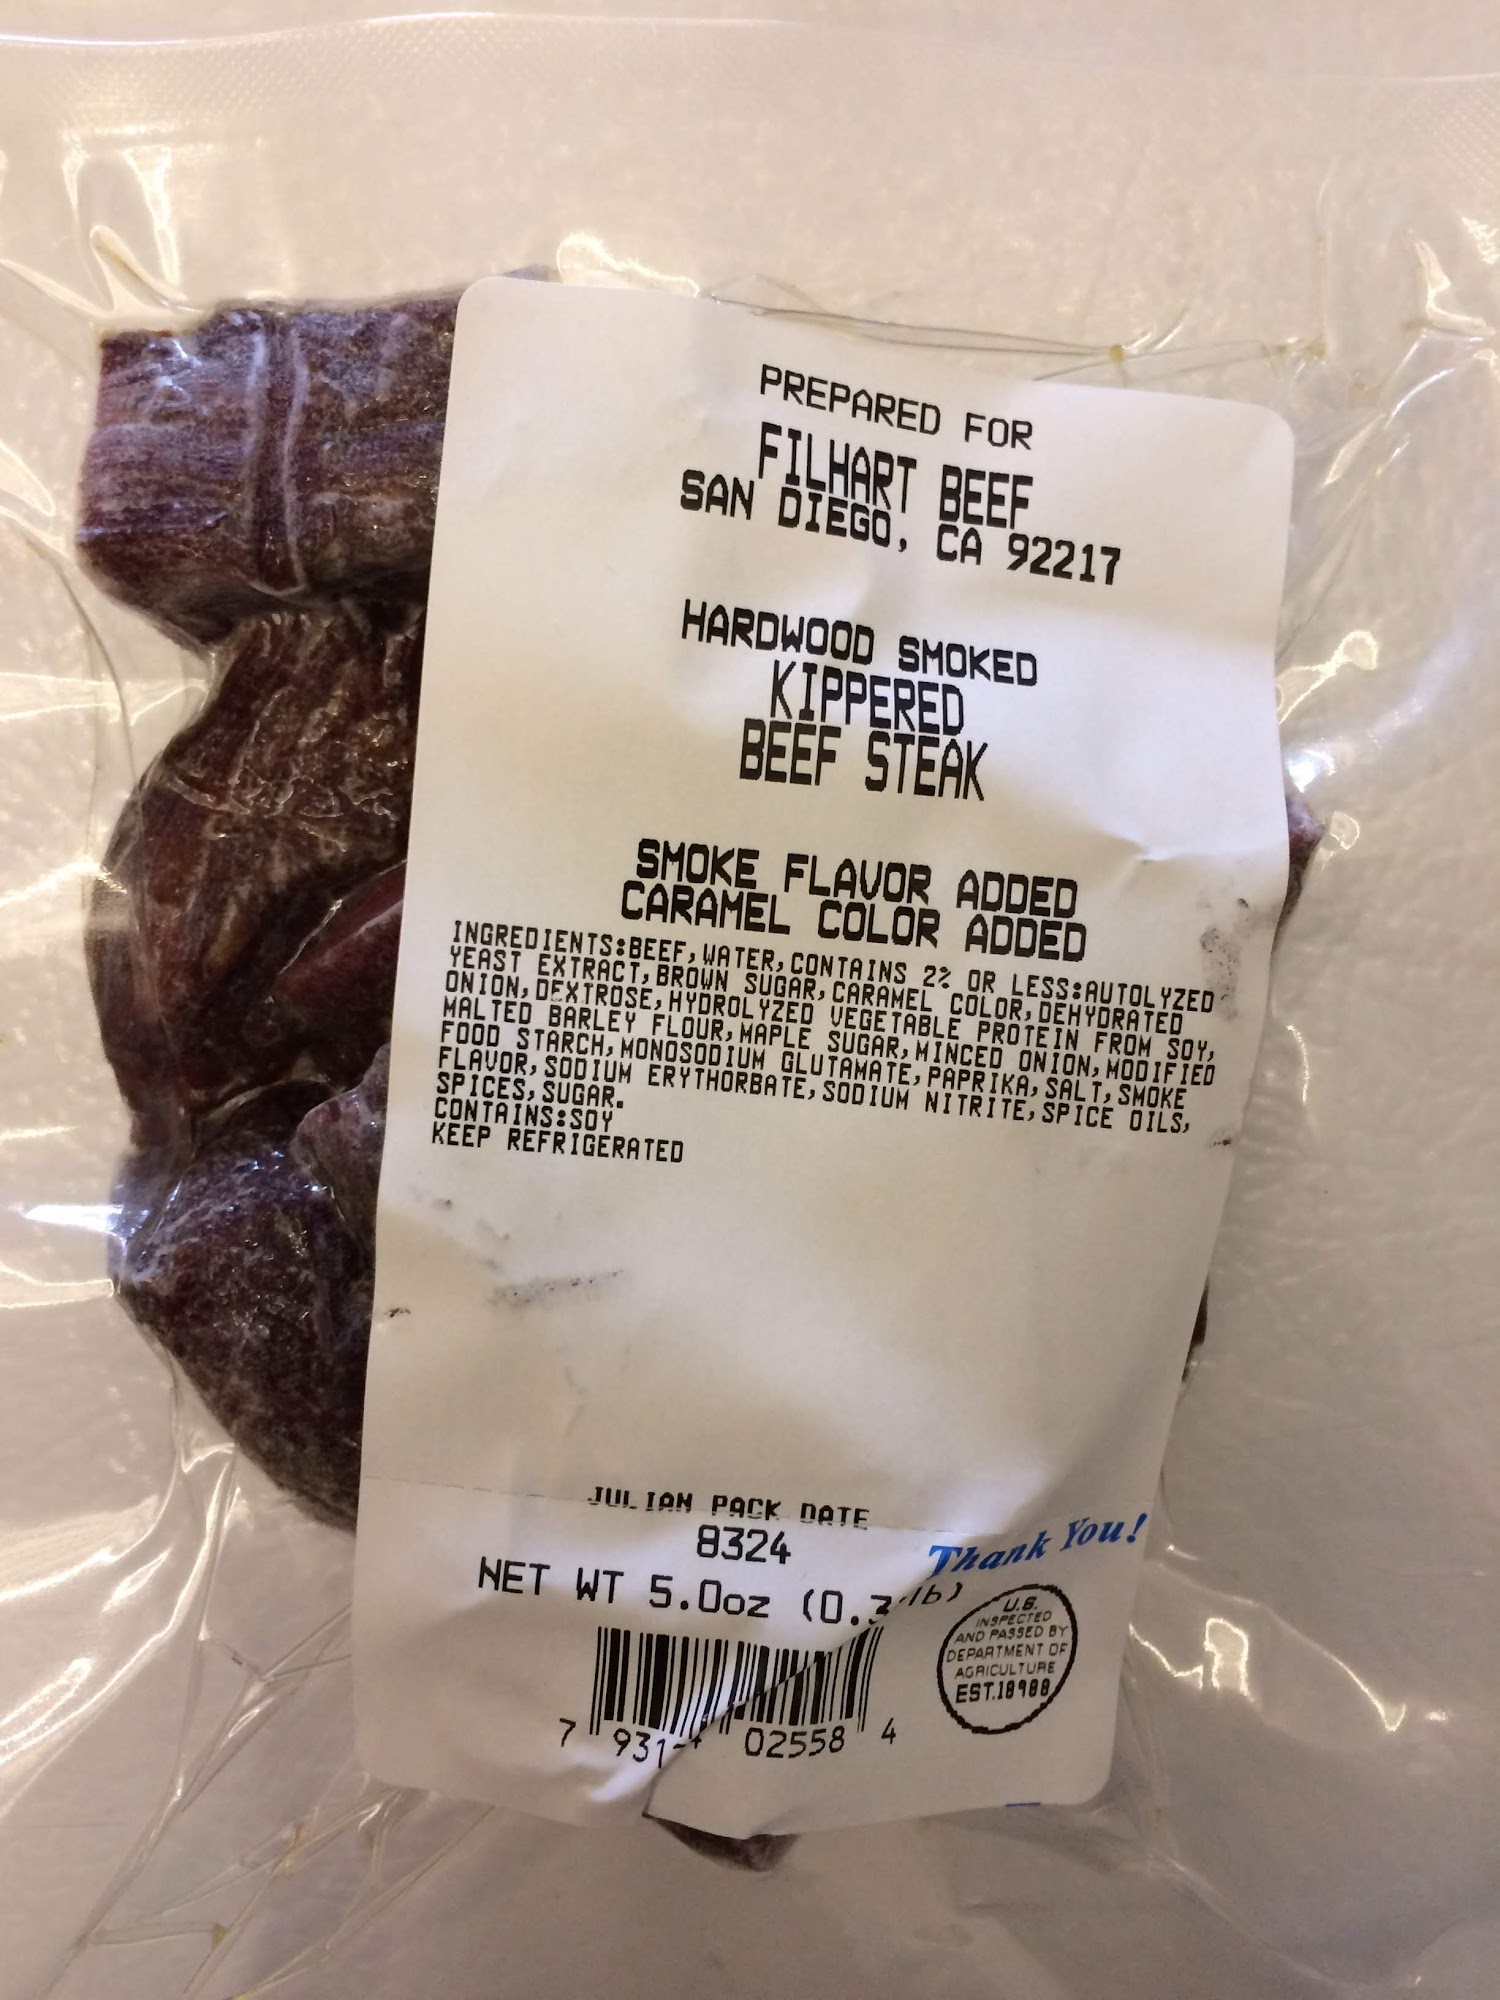 PREPARED FOR
FILHART BEEF
SAN DIEGO, CA 92217
HARDWOOD SMOKED
KIPPERED
BEEF STEAK
SMOKE FLAVOR ADDED
CARAMEL COLOR ADDED
INGREDIENTS:BEEF,WATER,CONTAINS 2% OR LESS:AUTOLYZED
YEAST EXTRACT,BROWN SUGAR,CARAMEL COLOR,DEHYDRATED
ONION,DEXTROSE,HYDROLYZED VEGETABLE PROTEIN FROM SOY,
MALTED BARLEY FLOUR,MAPLE SUGAR,MINCED ONION,MODIFIED
FOOD STARCH,MONOSODIUM GLUTAMATE,PAPRIKA,SALT,SMOKE
FLAVOR,SODIUM ERYTHORBATE,SODIUM NITRITE,SPICE OILS,
SPICES,SUGAR.
CONTAINS:SOY
KEEP REFRIGERATED
JULIAN PACK DATE
8324
Thank You!
NET WT 5.0oz
U.S.
INSPECTED
AND PASSED BY
DEPARTMENT OF
AGRICULTURE
EST.18988
7 02558 4